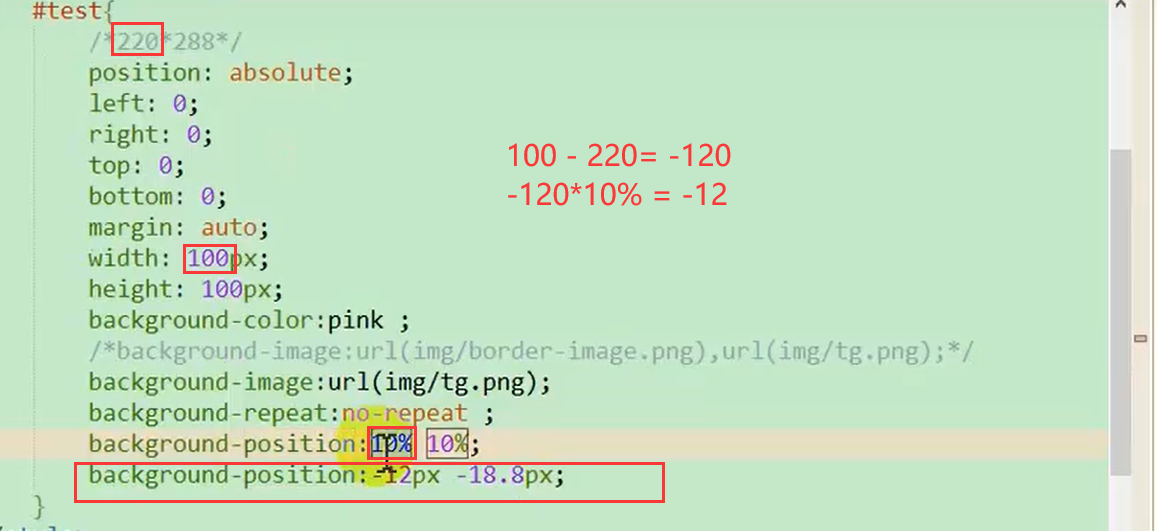 #test{
/*220*288*/
position: absolute;
left: 0;
right: 0;
top: 0;
bottom: 0;
margin: auto;
width: 100px;
height: 100px;
background-color:pink ;
/*background-image:url(img/border-image.png),url(img/tg.png);*/
background-image:url(img/tg.png);
background-repeat:no-repeat ;
background-position:10% 10%;
background-position:-12px -18.8px;
}
100 - 220= -120
-120*10% = -12